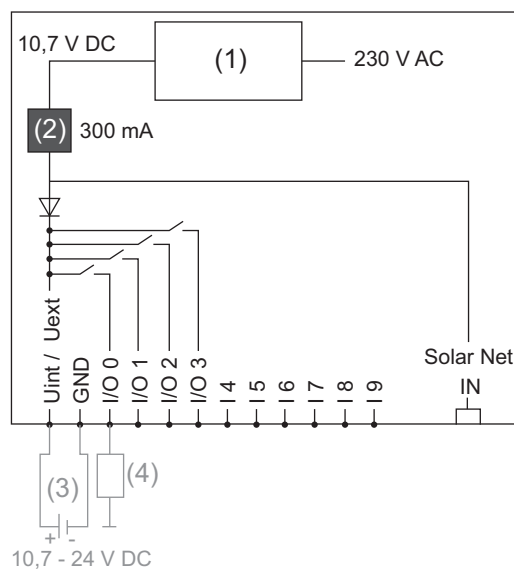 10,7 V DC
(1)
230 V AC
(2)
300 mA
Uint / Uext
GND
I/O 0
I/O 1
I/O 2
I/O 3
I 4
I 5
I 6
I 7
I 8
I 9
Solar Net
IN
(3)
(4)
+ -
10,7 - 24 V DC